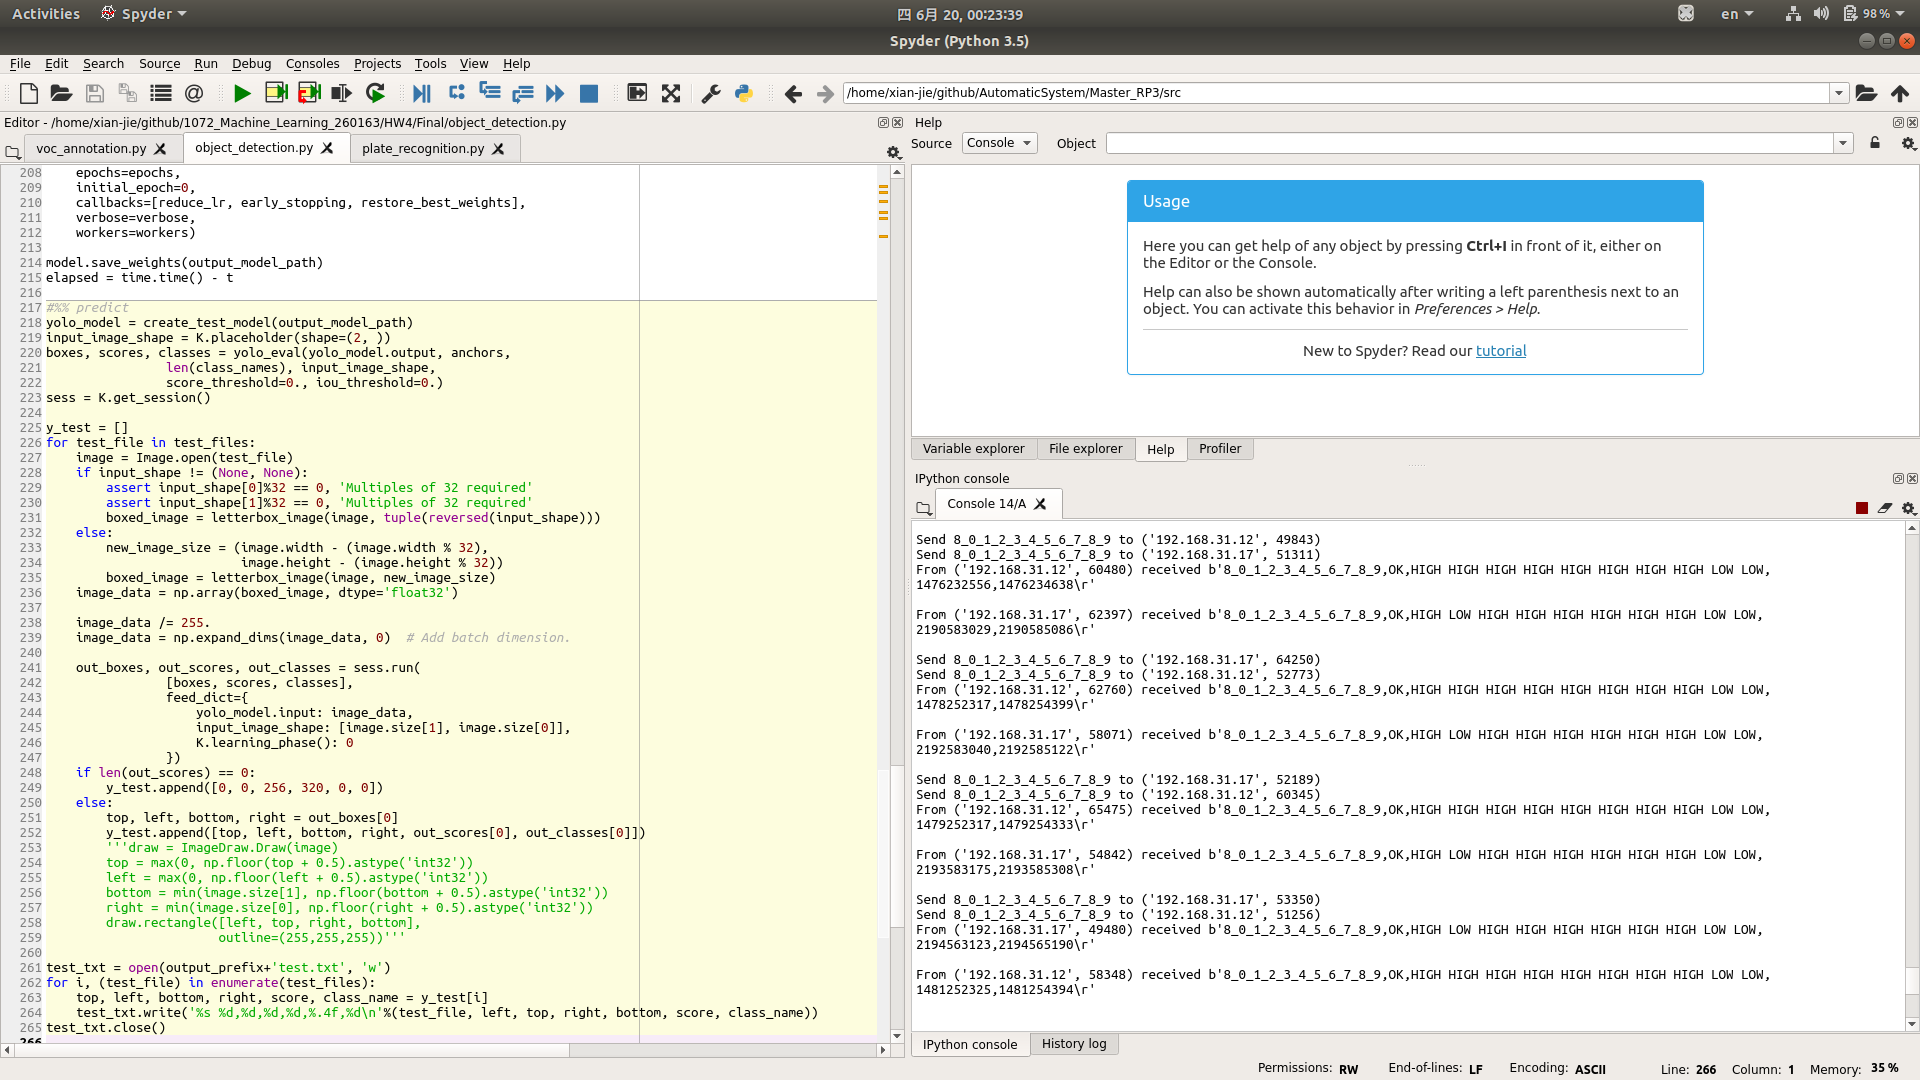 Activities Spyder 四 6月 20, 00:23:39 en 98%
Spyder (Python 3.5)
File Edit Search Source Run Debug Consoles Projects Tools View Help
/home/xian-jie/github/AutomaticSystem/Master_RP3/src
Editor - /home/xian-jie/github/1072_Machine_Learning_260163/HW4/Final/object_detection.py
voc_annotation.py object_detection.py plate_recognition.py
208 epochs=epochs,
209 initial_epoch=0,
210 callbacks=[reduce_lr, early_stopping, restore_best_weights],
211 verbose=verbose,
212 workers=workers)
213
214 model.save_weights(output_model_path)
215 elapsed = time.time() - t
216
217 #%% predict
218 yolo_model = create_test_model(output_model_path)
219 input_image_shape = K.placeholder(shape=(2, ))
220 boxes, scores, classes = yolo_eval(yolo_model.output, anchors,
221 len(class_names), input_image_shape,
222 score_threshold=0., iou_threshold=0.)
223 sess = K.get_session()
224
225 y_test = []
226 for test_file in test_files:
227 image = Image.open(test_file)
228 if input_shape != (None, None):
229 assert input_shape[0]%32 == 0, 'Multiples of 32 required'
230 assert input_shape[1]%32 == 0, 'Multiples of 32 required'
231 boxed_image = letterbox_image(image, tuple(reversed(input_shape)))
232 else:
233 new_image_size = (image.width - (image.width % 32),
234 image.height - (image.height % 32))
235 boxed_image = letterbox_image(image, new_image_size)
236 image_data = np.array(boxed_image, dtype='float32')
237
238 image_data /= 255.
239 image_data = np.expand_dims(image_data, 0)  # Add batch dimension.
240
241 out_boxes, out_scores, out_classes = sess.run(
242 [boxes, scores, classes],
243 feed_dict={
244 yolo_model.input: image_data,
245 input_image_shape: [image.size[1], image.size[0]],
246 K.learning_phase(): 0
247 })
248 if len(out_scores) == 0:
249 y_test.append([0, 0, 256, 320, 0, 0])
250 else:
251 top, left, bottom, right = out_boxes[0]
252 y_test.append([top, left, bottom, right, out_scores[0], out_classes[0]])
253 '''draw = ImageDraw.Draw(image)
254 top = max(0, np.floor(top + 0.5).astype('int32'))
255 left = max(0, np.floor(left + 0.5).astype('int32'))
256 bottom = min(image.size[1], np.floor(bottom + 0.5).astype('int32'))
257 right = min(image.size[0], np.floor(right + 0.5).astype('int32'))
258 draw.rectangle([left, top, right, bottom],
259 outline=(255,255,255))'''
260
261 test_txt = open(output_prefix+'test.txt', 'w')
262 for i, (test_file) in enumerate(test_files):
263 top, left, bottom, right, score, class_name = y_test[i]
264 test_txt.write('%s %d,%d,%d,%d,%.4f,%d\n'%(test_file, left, top, right, bottom, score, class_name))
265 test_txt.close()
266
Help
Source Console Object
Usage
Here you can get help of any object by pressing Ctrl+I in front of it, either on
the Editor or the Console.
Help can also be shown automatically after writing a left parenthesis next to an
object. You can activate this behavior in Preferences > Help.
New to Spyder? Read our tutorial
Variable explorer File explorer Help Profiler
IPython console
Console 14/A
Send 8_0_1_2_3_4_5_6_7_8_9 to ('192.168.31.12', 49843)
Send 8_0_1_2_3_4_5_6_7_8_9 to ('192.168.31.17', 51311)
From ('192.168.31.12', 60480) received b'8_0_1_2_3_4_5_6_7_8_9,OK,HIGH HIGH HIGH HIGH HIGH HIGH HIGH HIGH LOW LOW,
1476232556,1476234638\r'
From ('192.168.31.17', 62397) received b'8_0_1_2_3_4_5_6_7_8_9,OK,HIGH LOW HIGH HIGH HIGH HIGH HIGH HIGH LOW LOW,
2190583029,2190585086\r'
Send 8_0_1_2_3_4_5_6_7_8_9 to ('192.168.31.17', 64250)
Send 8_0_1_2_3_4_5_6_7_8_9 to ('192.168.31.12', 52773)
From ('192.168.31.12', 62760) received b'8_0_1_2_3_4_5_6_7_8_9,OK,HIGH HIGH HIGH HIGH HIGH HIGH HIGH HIGH LOW LOW,
1478252317,1478254399\r'
From ('192.168.31.17', 58071) received b'8_0_1_2_3_4_5_6_7_8_9,OK,HIGH LOW HIGH HIGH HIGH HIGH HIGH HIGH LOW LOW,
2192583040,2192585122\r'
Send 8_0_1_2_3_4_5_6_7_8_9 to ('192.168.31.17', 52189)
Send 8_0_1_2_3_4_5_6_7_8_9 to ('192.168.31.12', 60345)
From ('192.168.31.12', 65475) received b'8_0_1_2_3_4_5_6_7_8_9,OK,HIGH HIGH HIGH HIGH HIGH HIGH HIGH HIGH LOW LOW,
1479252317,1479254333\r'
From ('192.168.31.17', 54842) received b'8_0_1_2_3_4_5_6_7_8_9,OK,HIGH LOW HIGH HIGH HIGH HIGH HIGH HIGH LOW LOW,
2193583175,2193585308\r'
Send 8_0_1_2_3_4_5_6_7_8_9 to ('192.168.31.17', 53350)
Send 8_0_1_2_3_4_5_6_7_8_9 to ('192.168.31.12', 51256)
From ('192.168.31.17', 49480) received b'8_0_1_2_3_4_5_6_7_8_9,OK,HIGH LOW HIGH HIGH HIGH HIGH HIGH HIGH LOW LOW,
2194563123,2194565190\r'
From ('192.168.31.12', 58348) received b'8_0_1_2_3_4_5_6_7_8_9,OK,HIGH HIGH HIGH HIGH HIGH HIGH HIGH HIGH LOW LOW,
1481252325,1481254394\r'
IPython console History log
Permissions: RW End-of-lines: LF Encoding: ASCII Line: 266 Column: 1 Memory: 35 %